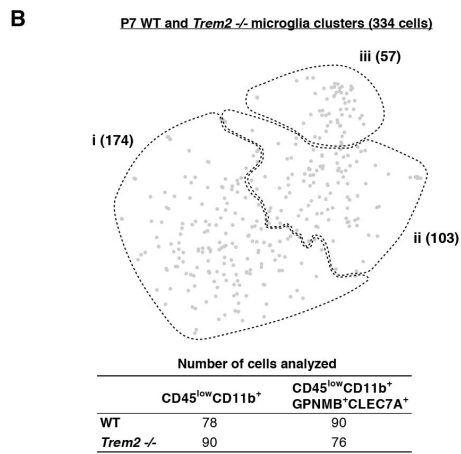 B
P7 WT and Trem2 -/- microglia clusters (334 cells)
iii (57)
i (174)
ii (103)
Number of cells analyzed
CD45lowCD11b+
CD45lowCD11b+
GPNMB+CLEC7A+
WT 78 90
Trem2 -/- 90 76